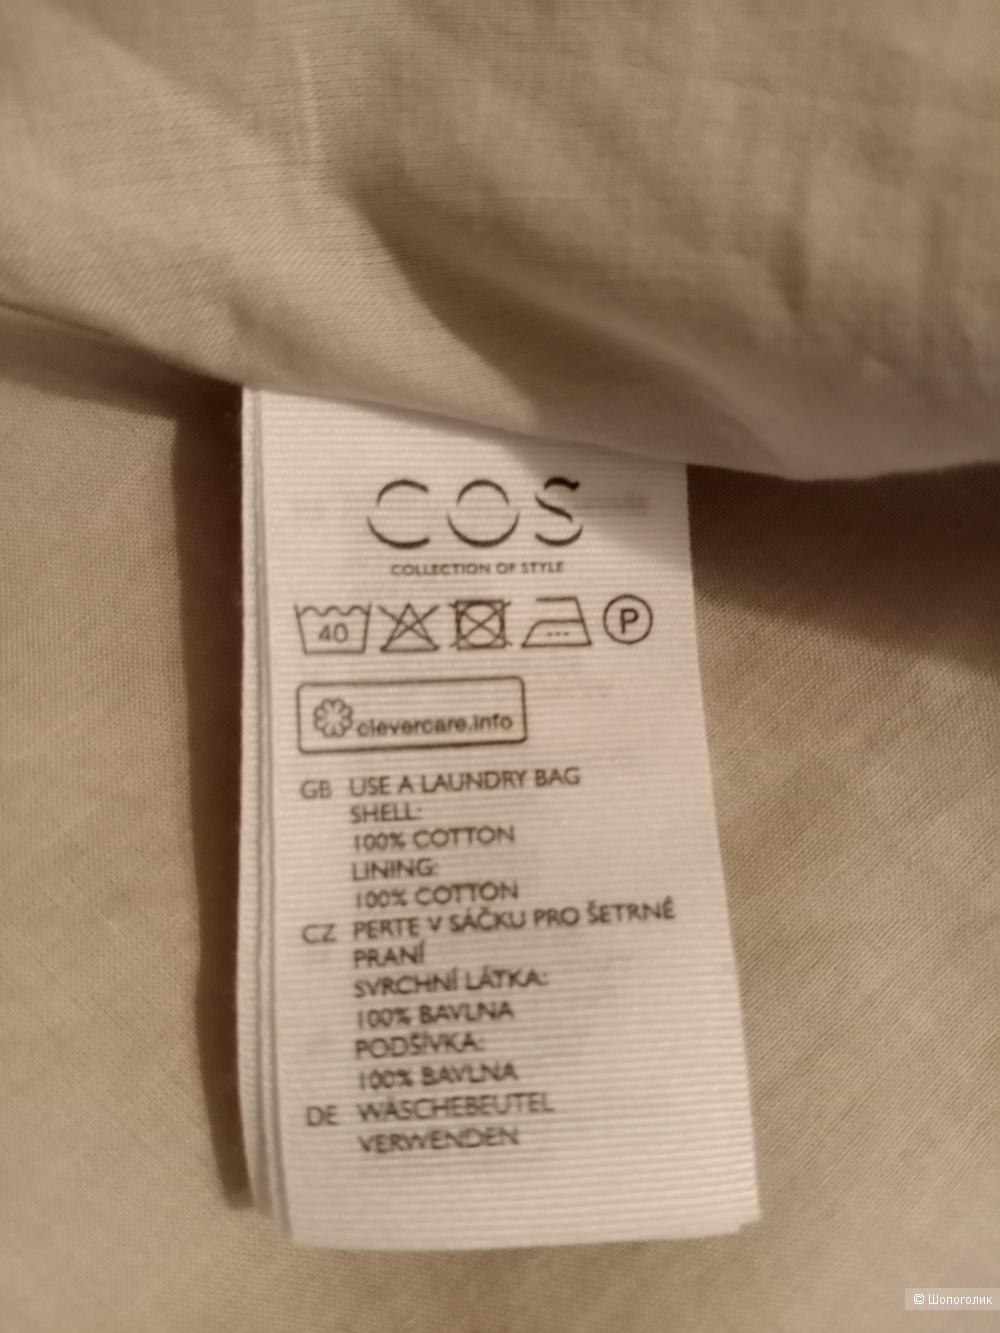 COS
COLLECTION OF STYLE
40
P
clevercare.info
GB USE A LAUNDRY BAG
SHELL:
100% COTTON
LINING:
100% COTTON
CZ PERTE V SÁČKU PRO ŠETRNÉ
PRANÍ
SVRCHNÍ LÁTKA:
100% BAVLNA
PODŠÍVKA:
100% BAVLNA
DE WÄSCHEBEUTEL
VERWENDEN
© Шопоголик